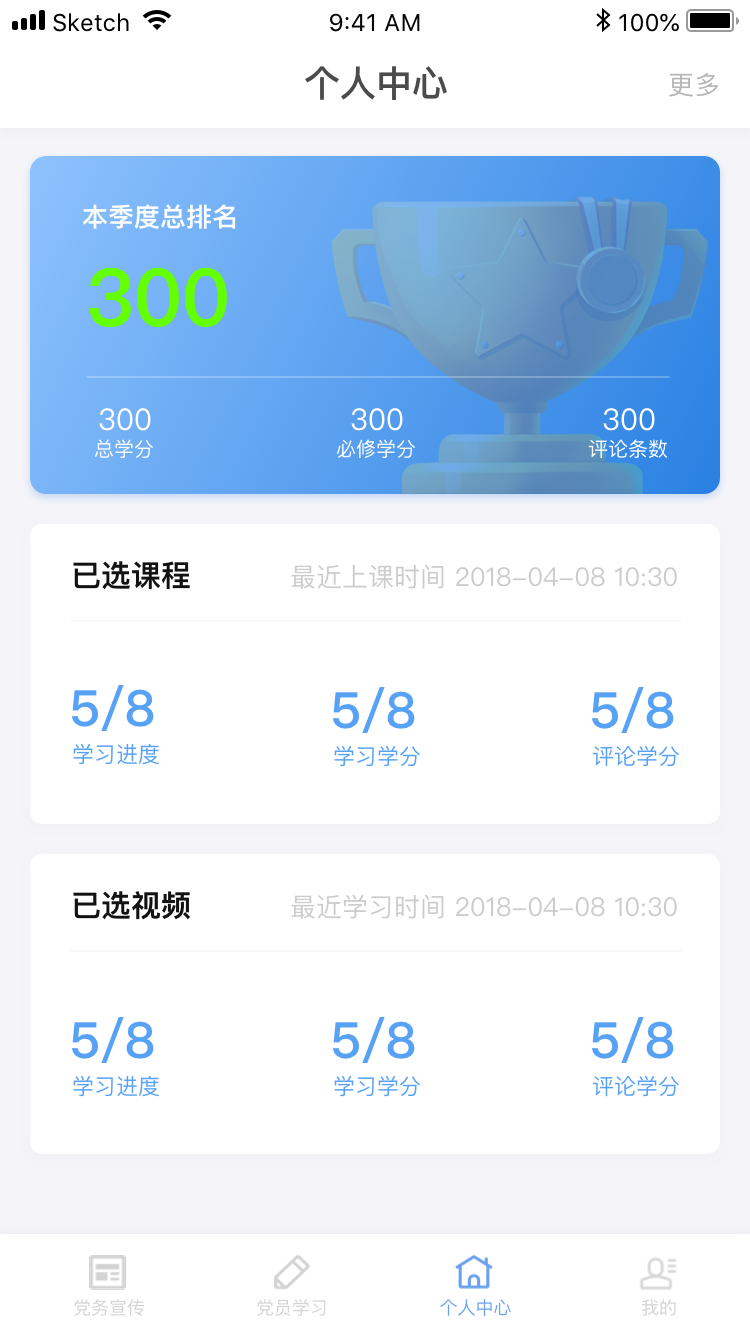 Sketch 9:41 AM 100%
个人中心 更多
本季度总排名
300
300 300 300
总学分 必修学分 评论条数
已选课程 最近上课时间 2018-04-08 10:30
5/8 5/8 5/8
学习进度 学习学分 评论学分
已选视频 最近学习时间 2018-04-08 10:30
5/8 5/8 5/8
学习进度 学习学分 评论学分
党务宣传 党员学习 个人中心 我的